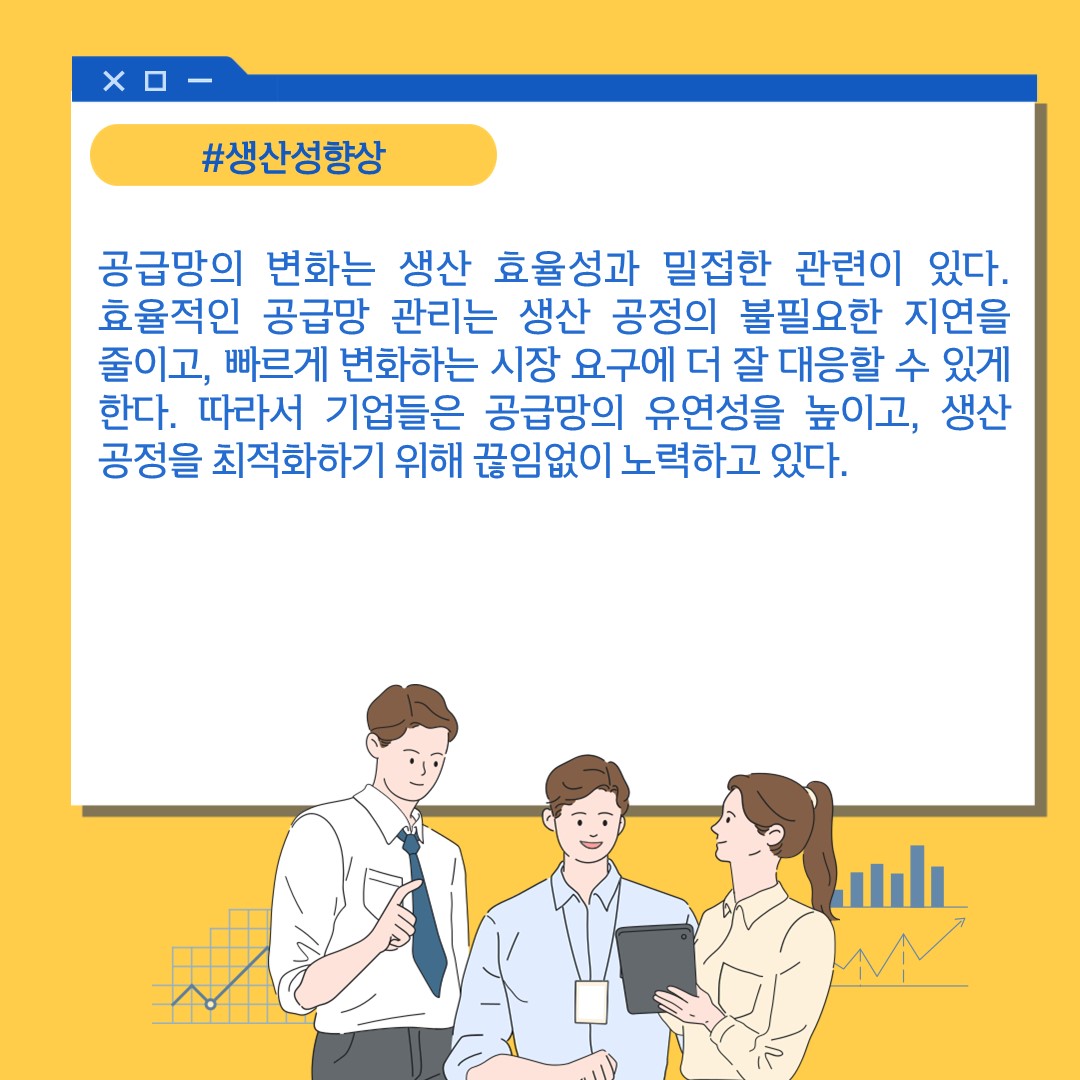 #생산성향상
공급망의 변화는 생산 효율성과 밀접한 관련이 있다.
효율적인 공급망 관리는 생산 공정의 불필요한 지연을
줄이고, 빠르게 변화하는 시장 요구에 더 잘 대응할 수 있게
한다. 따라서 기업들은 공급망의 유연성을 높이고, 생산
공정을 최적화하기 위해 끊임없이 노력하고 있다.